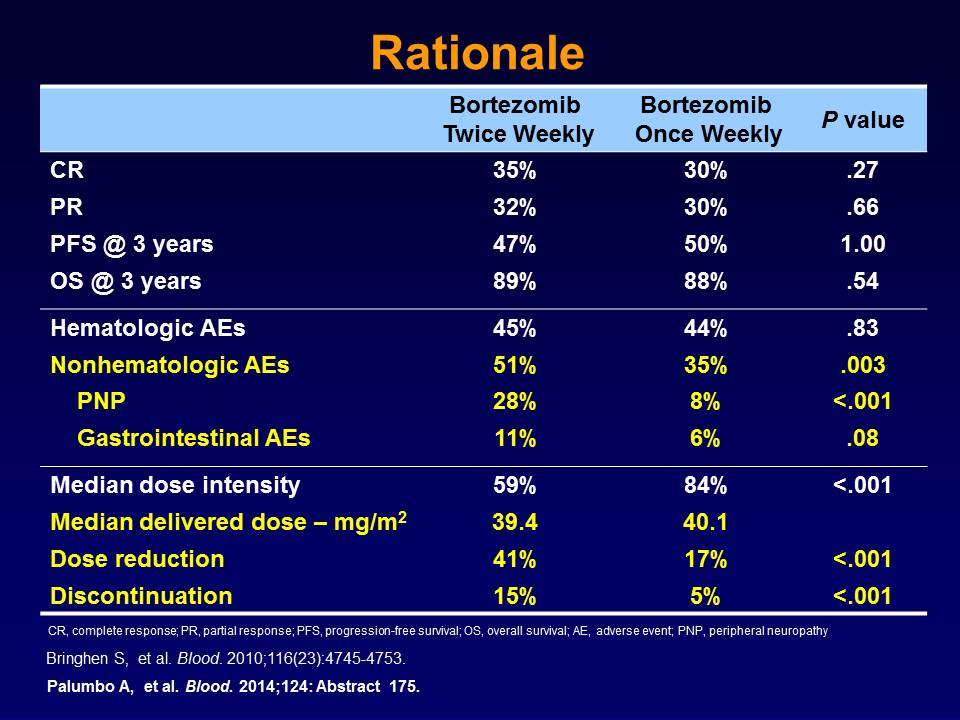 Rationale
Bortezomib Twice Weekly Bortezomib Once Weekly P value
CR 35% 30% .27
PR 32% 30% .66
PFS @ 3 years 47% 50% 1.00
OS @ 3 years 89% 88% .54
Hematologic AEs 45% 44% .83
Nonhematologic AEs 51% 35% .003
PNP 28% 8% <.001
Gastrointestinal AEs 11% 6% .08
Median dose intensity 59% 84% <.001
Median delivered dose – mg/m² 39.4 40.1
Dose reduction 41% 17% <.001
Discontinuation 15% 5% <.001
CR, complete response; PR, partial response; PFS, progression-free survival; OS, overall survival; AE, adverse event; PNP, peripheral neuropathy
Bringhen S, et al. Blood. 2010;116(23):4745-4753.
Palumbo A, et al. Blood. 2014;124: Abstract 175.